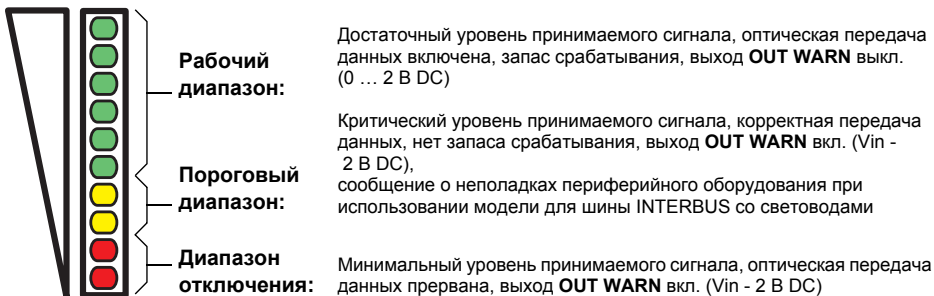 Рабочий
диапазон:
Достаточный уровень принимаемого сигнала, оптическая передача
данных включена, запас срабатывания, выход OUT WARN выкл.
(0 … 2 В DC)
Пороговый
диапазон:
Критический уровень принимаемого сигнала, корректная передача
данных, нет запаса срабатывания, выход OUT WARN вкл. (Vin -
2 В DC),
сообщение о неполадках периферийного оборудования при
использовании модели для шины INTERBUS со световодами
Диапазон
отключения:
Минимальный уровень принимаемого сигнала, оптическая передача
данных прервана, выход OUT WARN вкл. (Vin - 2 В DC)